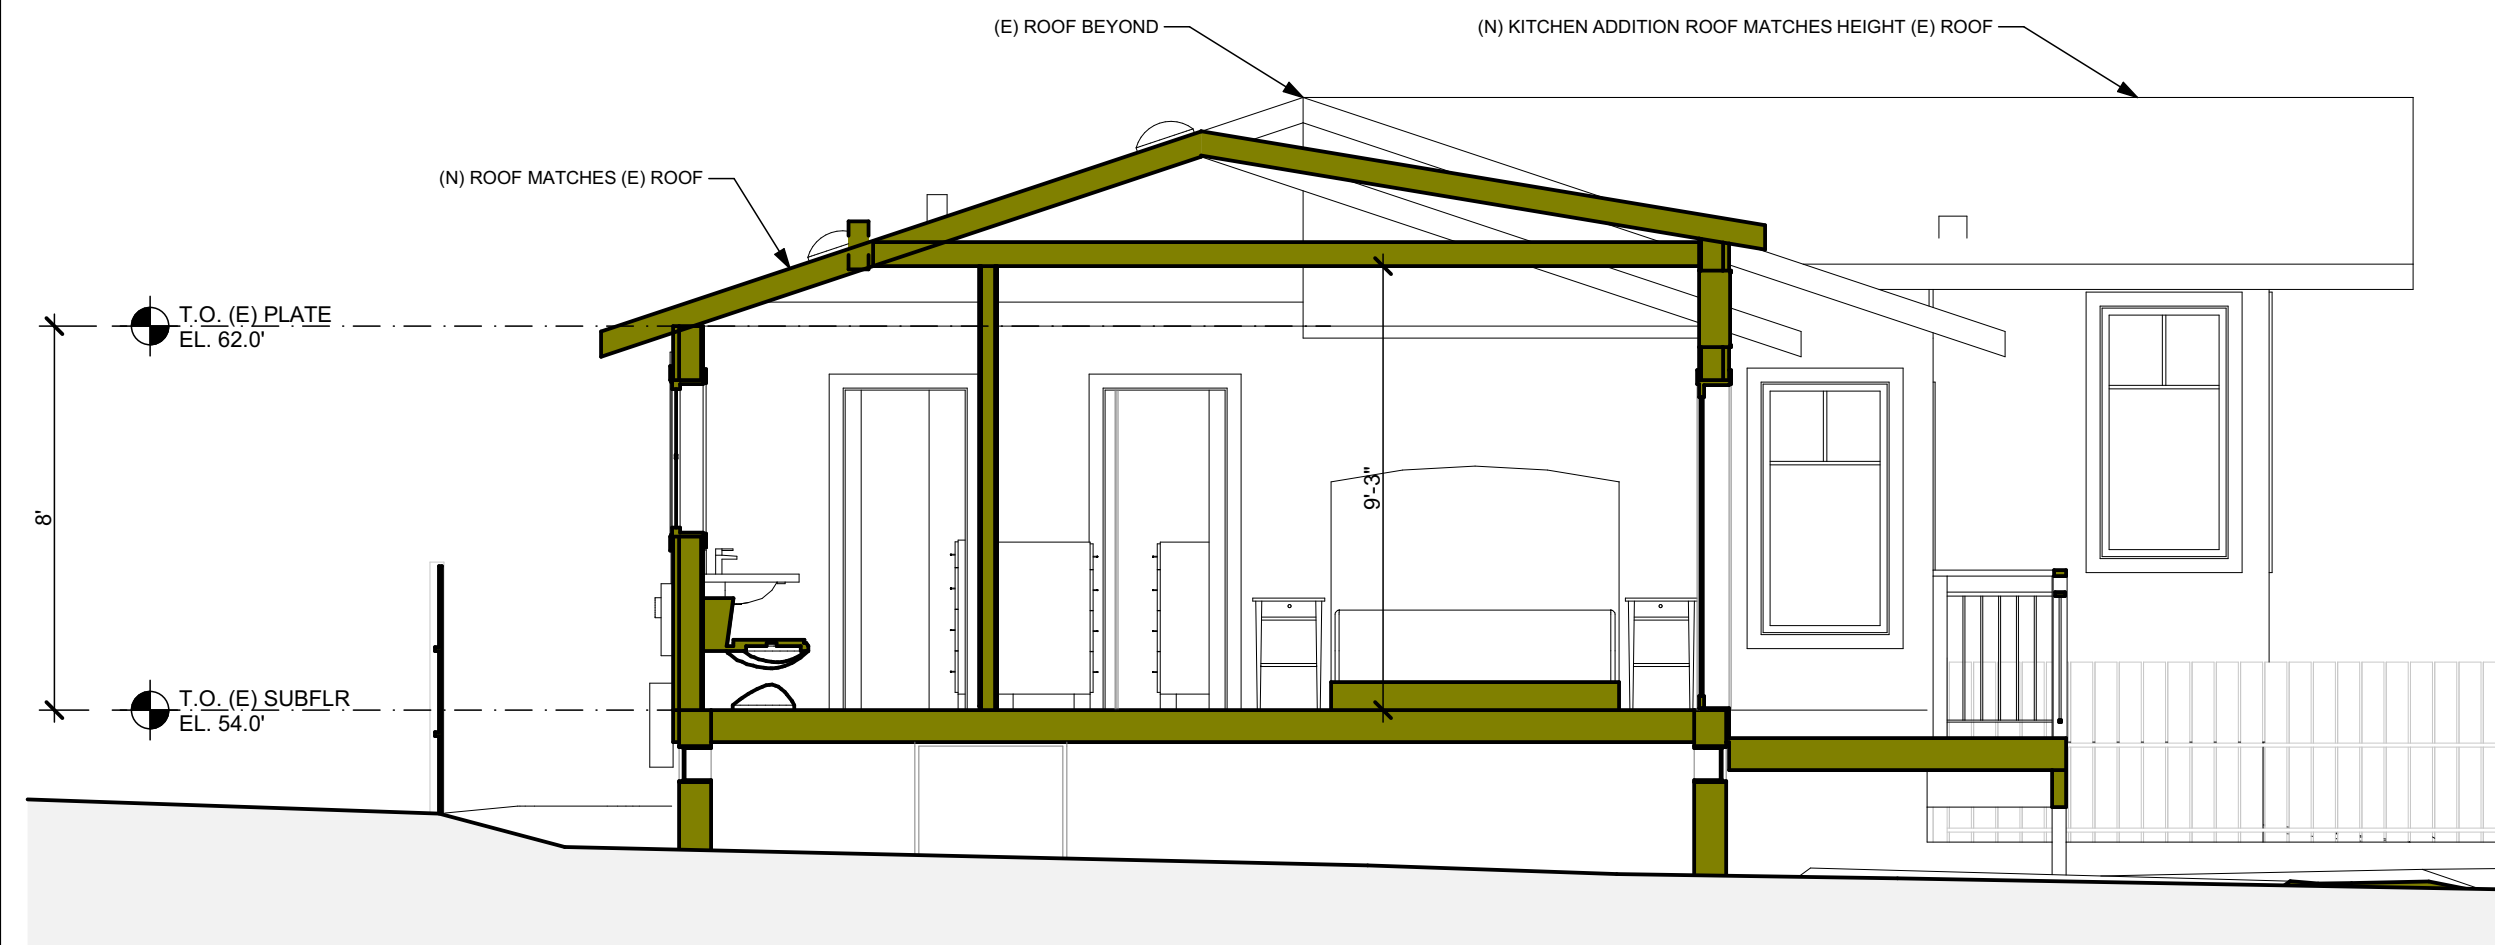 (E) ROOF BEYOND
(N) KITCHEN ADDITION ROOF MATCHES HEIGHT (E) ROOF
(N) ROOF MATCHES (E) ROOF
T.O. (E) PLATE
EL. 62.0'
8'
9'-3"
T.O. (E) SUBFLR
EL. 54.0'